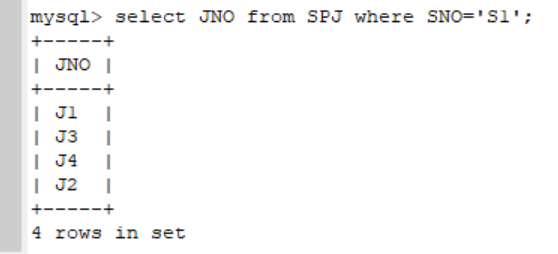 mysql> select JNO from SPJ where SNO='S1';
+-----+
| JNO |
+-----+
| J1  |
| J3  |
| J4  |
| J2  |
+-----+
4 rows in set